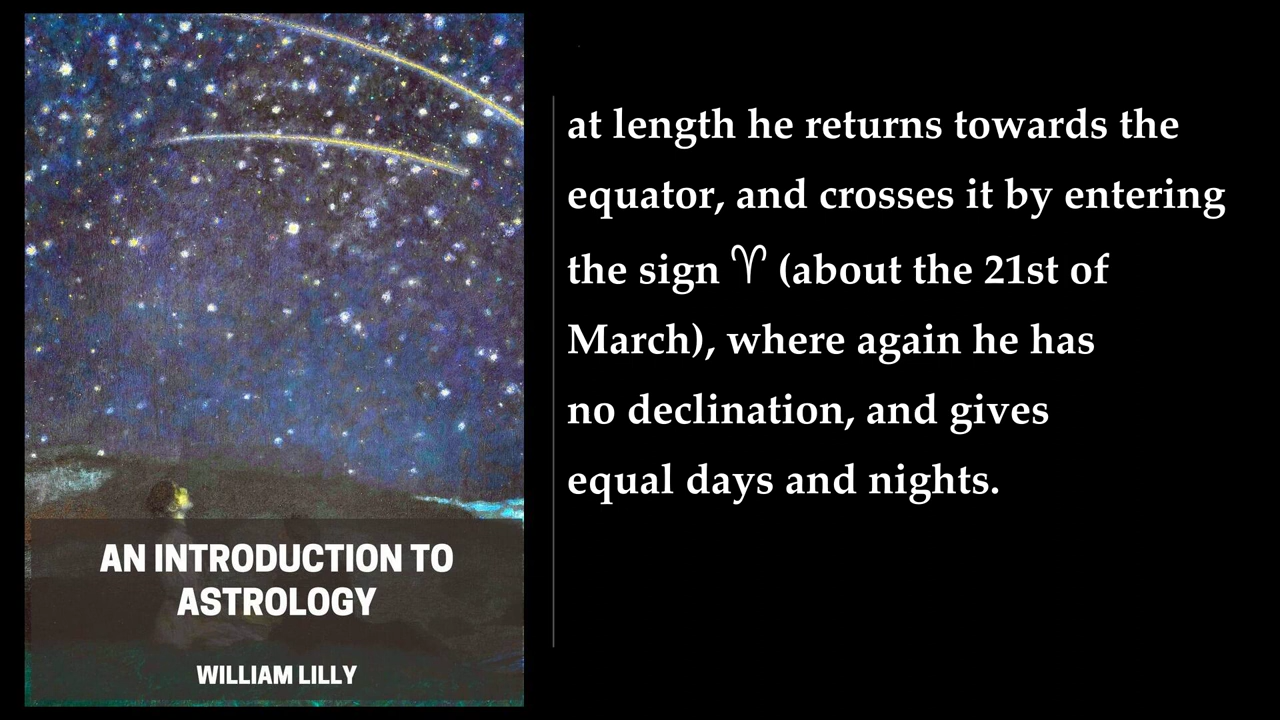 AN INTRODUCTION TO
ASTROLOGY
WILLIAM LILLY
at length he returns towards the
equator, and crosses it by entering
the sign ♈ (about the 21st of
March), where again he has
no declination, and gives
equal days and nights.